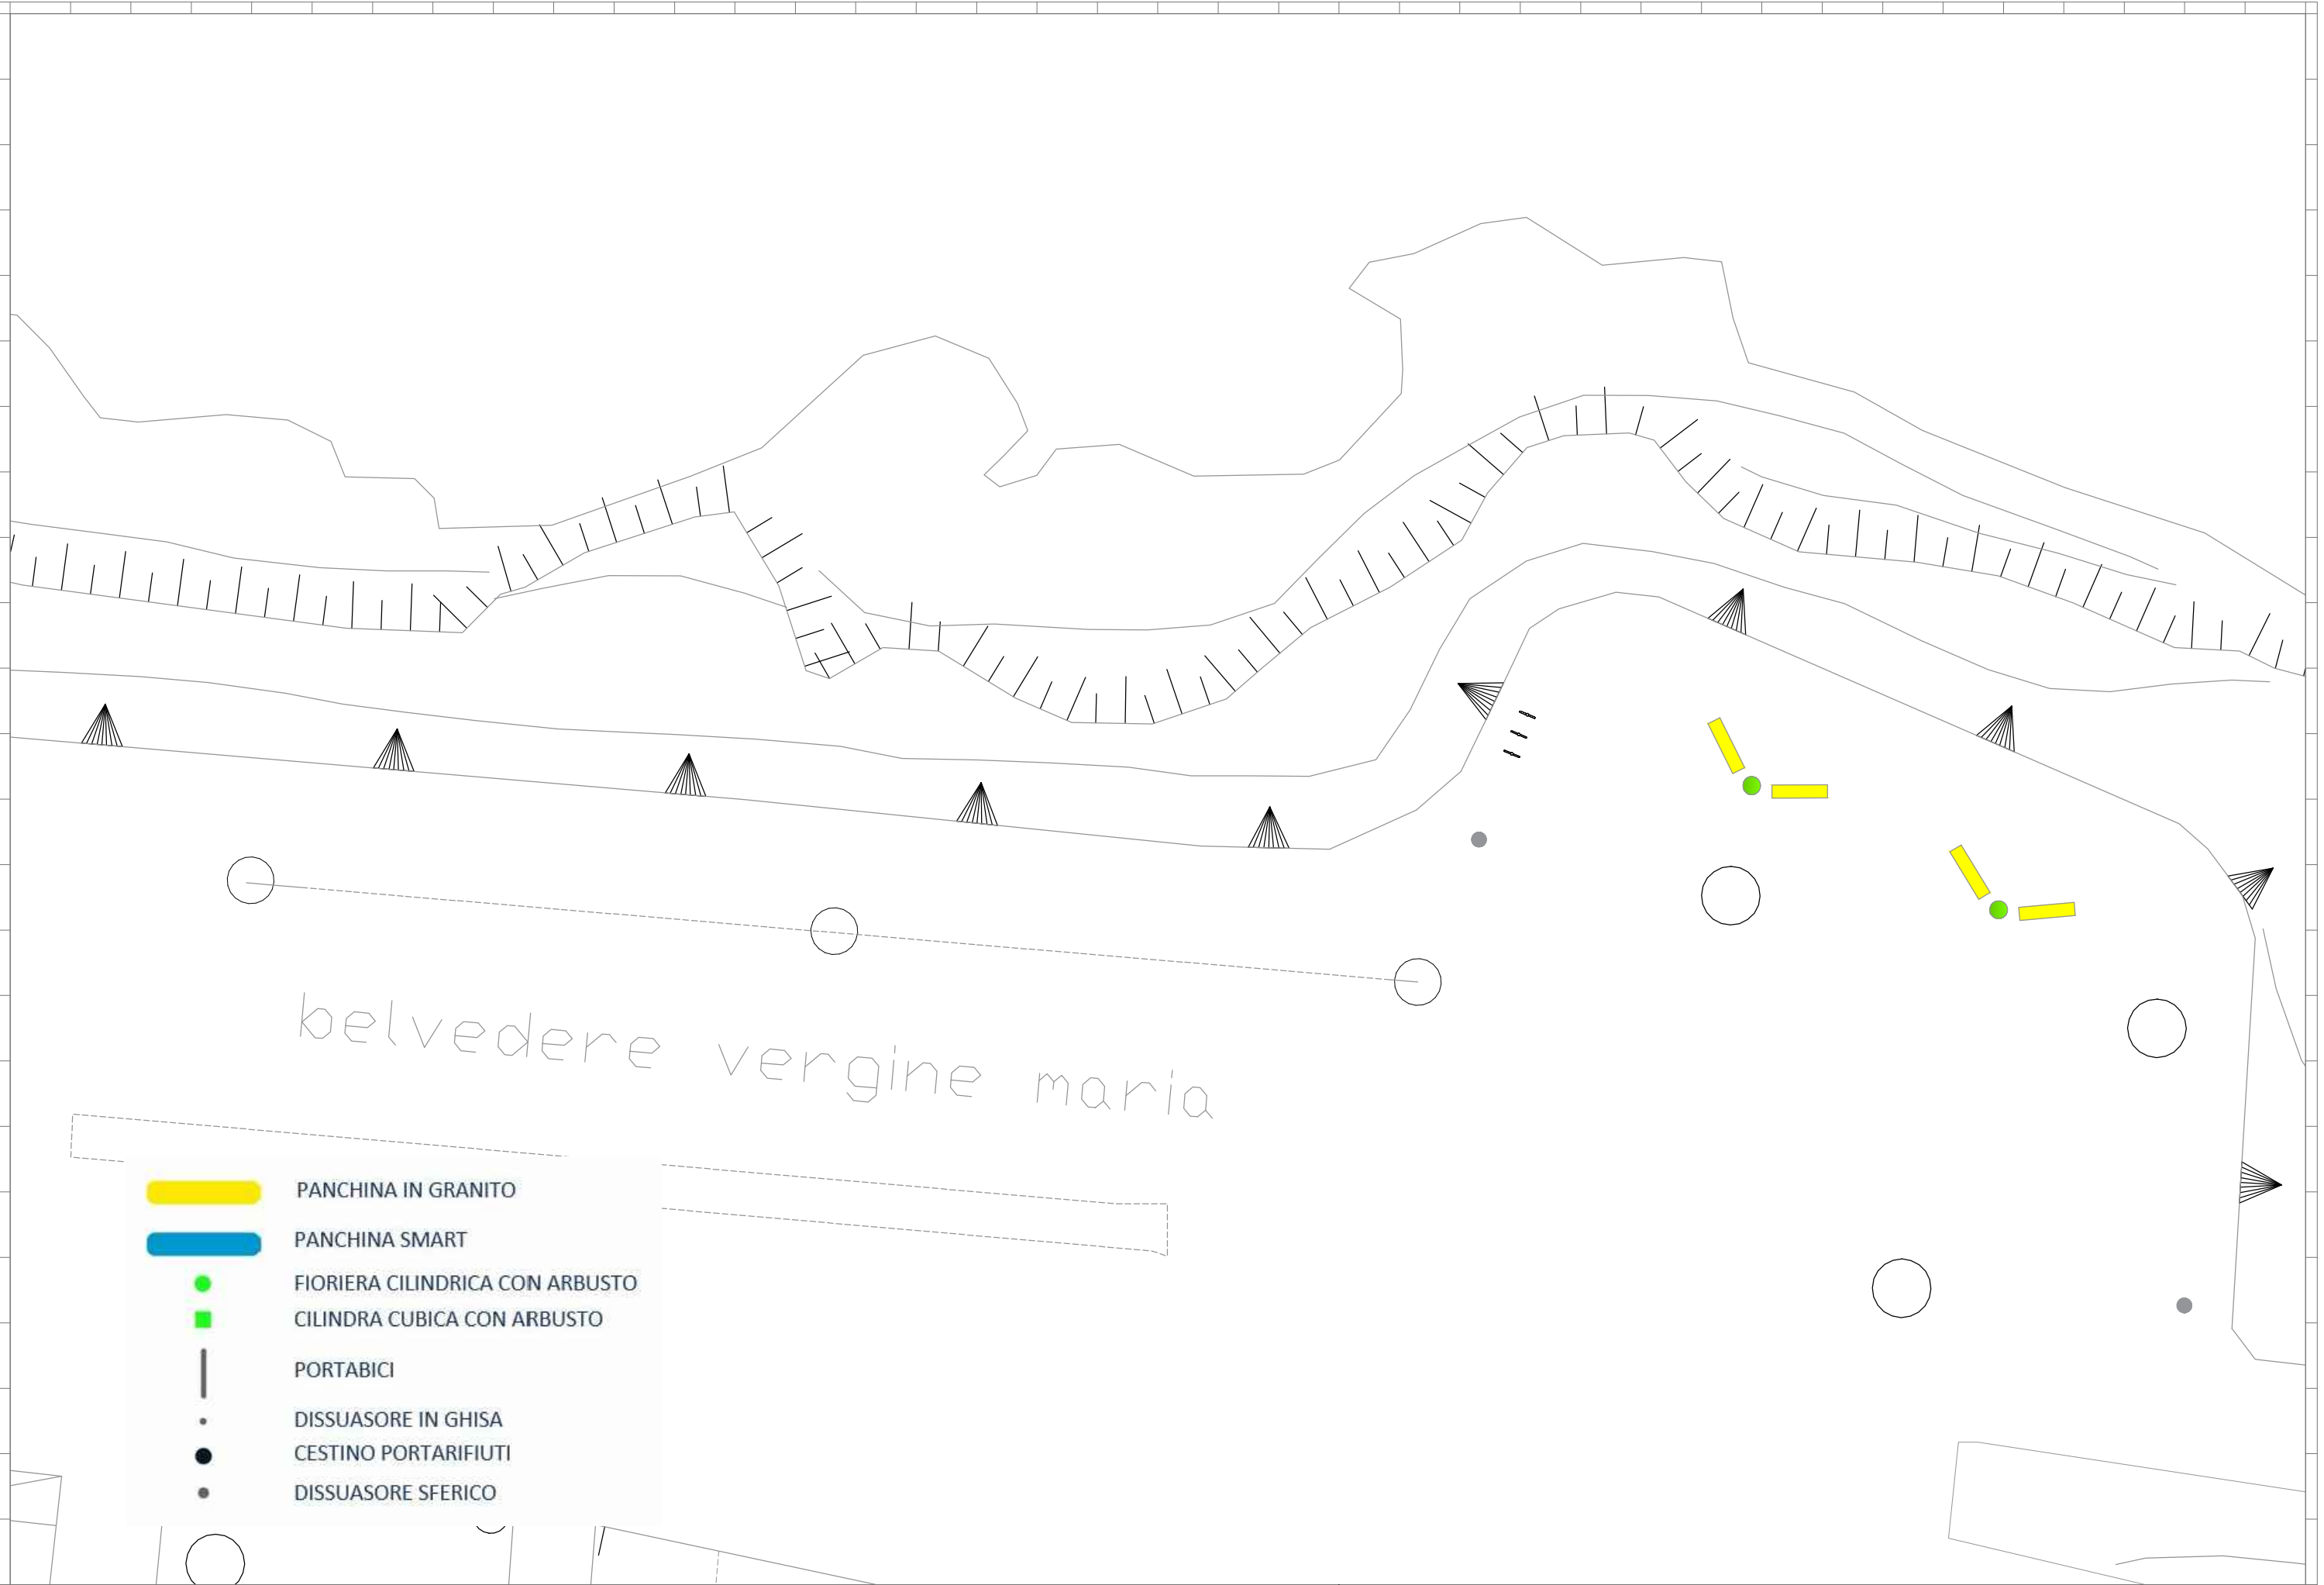 belvedere vergine maria
PANCHINA IN GRANITO
PANCHINA SMART
FIORIERA CILINDRICA CON ARBUSTO
CILINDRA CUBICA CON ARBUSTO
PORTABICI
DISSUASORE IN GHISA
CESTINO PORTARIFIUTI
DISSUASORE SFERICO